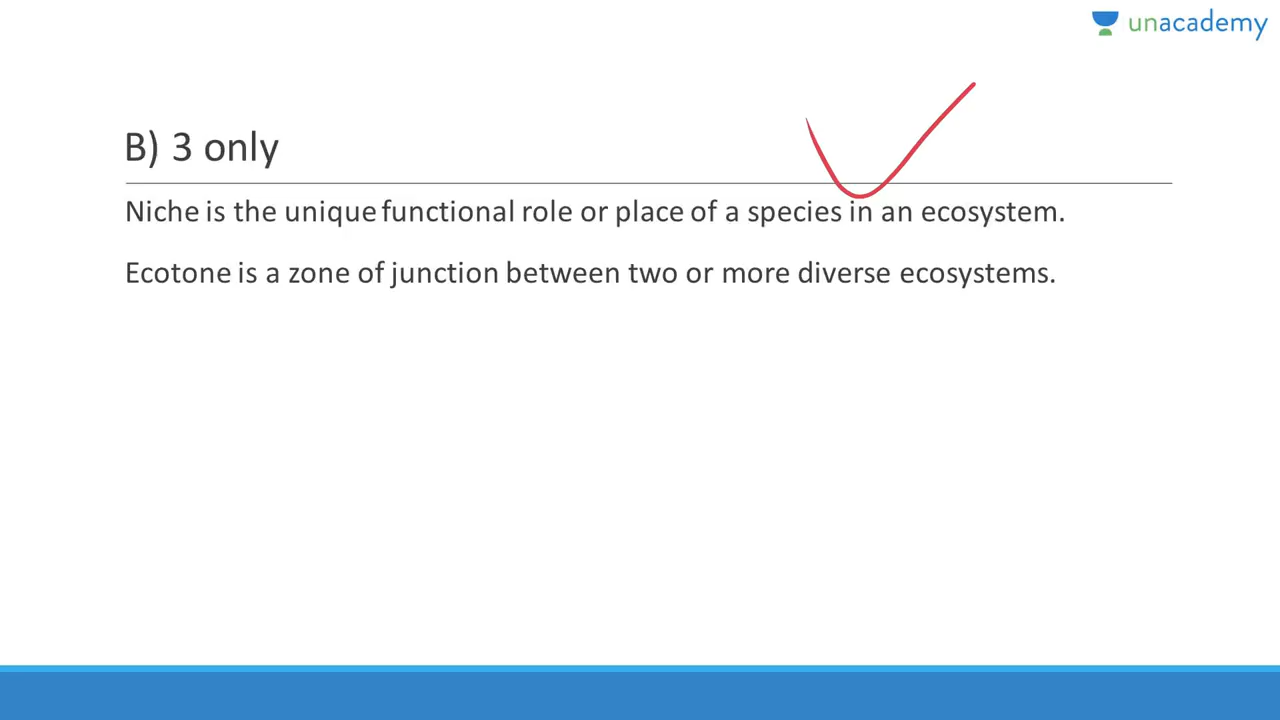 unacademy
B) 3 only
Niche is the unique functional role or place of a species in an ecosystem.
Ecotone is a zone of junction between two or more diverse ecosystems.